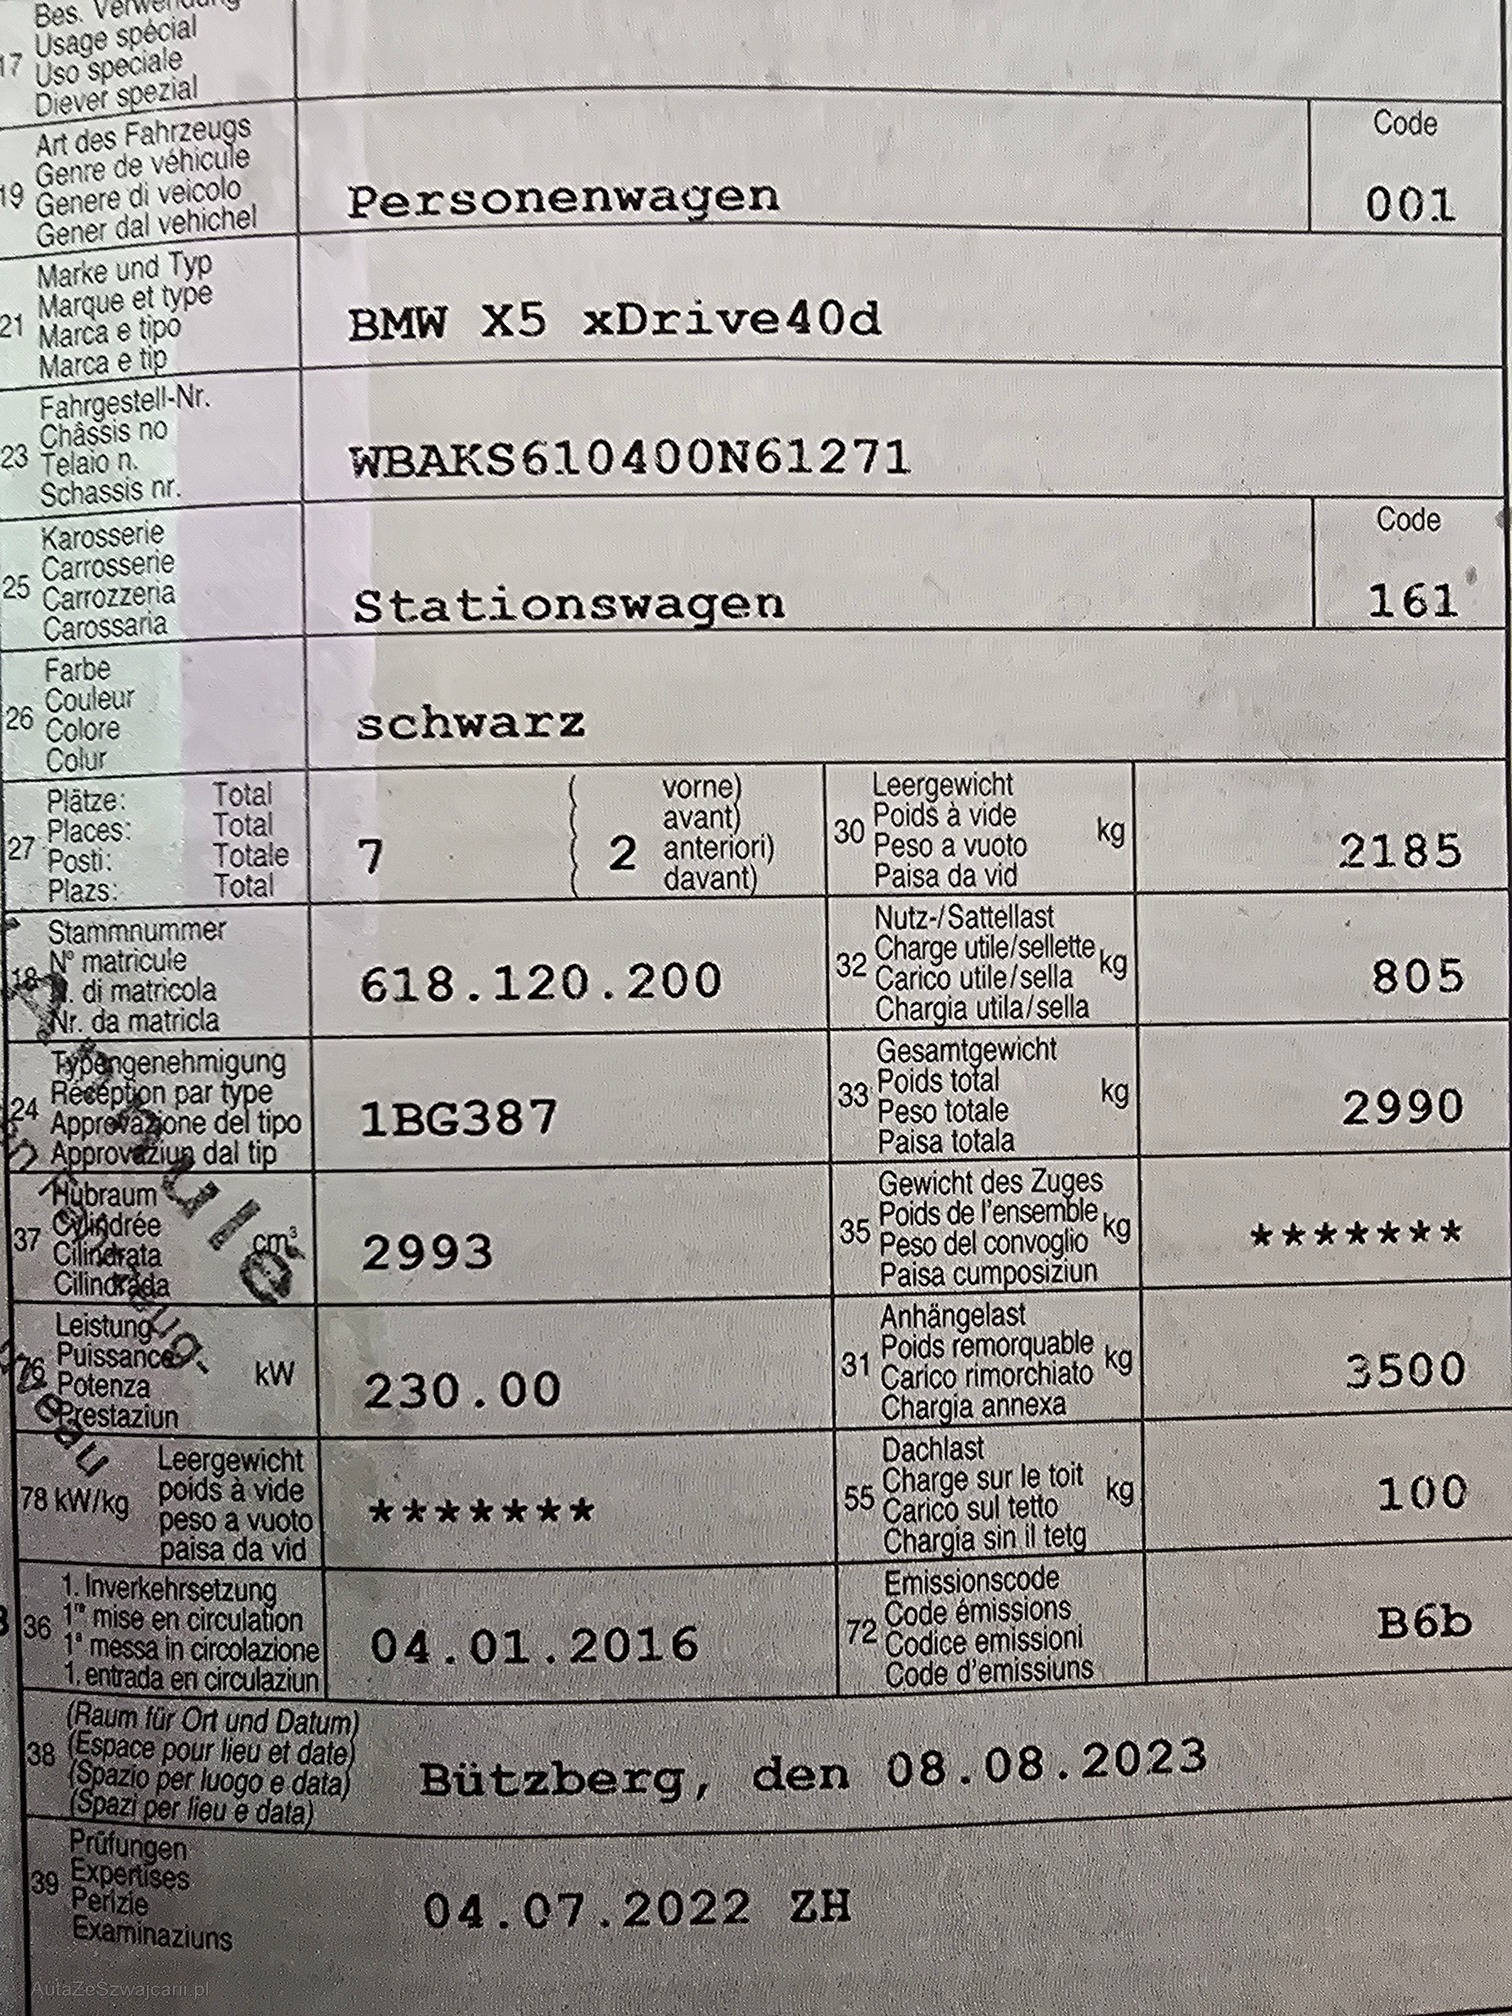 Bes. Verwendung
17 Usage spécial
Uso speciale
Diever spezial
Art des Fahrzeugs
Genre de véhicule
19 Genere di veicolo
Gener dal vehichel
Personenwagen
Code
001
Marke und Typ
Marque et type
21 Marca e tipo
Marca e tip
BMW X5 xDrive40d
Fahrgestell-Nr.
Châssis no
23 Telaio n.
Schassis nr.
WBAKS610400N61271
Karosserie
Carrosserie
25 Carrozzeria
Carossaria
Stationswagen
Code
161
Farbe
Couleur
26 Colore
Colur
schwarz
Plätze: Total
Places: Total
27 Posti: Totale
Plazs: Total
7
2
vorne)
avant)
anteriori)
davant)
Leergewicht
30 Poids à vide kg
Peso a vuoto
Paisa da vid
2185
Stammnummer
18 N° matricule
N. di matricola
Nr. da matricla
618.120.200
Nutz-/Sattellast
32 Charge utile/sellette kg
Carico utile/sella
Chargia utila/sella
805
Typengenehmigung
24 Réception par type
Approvazione del tipo
Approvaziun dal tip
1BG387
Gesamtgewicht
33 Poids total kg
Peso totale
Paisa totala
2990
Hubraum
37 Cylindrée cm³
Cilindrata
Cilindrada
2993
Gewicht des Zuges
35 Poids de l'ensemble kg
Peso del convoglio
Paisa cumposiziun
*******
Leistung
76 Puissance kW
Potenza
Prestaziun
230.00
Anhängelast
31 Poids remorquable kg
Carico rimorchiato
Chargia annexa
3500
Leergewicht
78 kW/kg poids à vide
peso a vuoto
paisa da vid
*******
Dachlast
55 Charge sur le toit kg
Carico sul tetto
Chargia sin il tetg
100
1. Inverkehrsetzung
36 1re mise en circulation
1a messa in circolazione
1. entrada en circulaziun
04.01.2016
Emissionscode
72 Code émissions
Codice emissioni
Code d'emissiuns
B6b
(Raum für Ort und Datum)
38 (Espace pour lieu et date)
(Spazio per luogo e data)
(Spazi per lieu e data)
Bützberg, den 08.08.2023
Prüfungen
39 Expertises
Perizie
Examinaziuns
04.07.2022 ZH
AutaZeSzwajcarii.pl